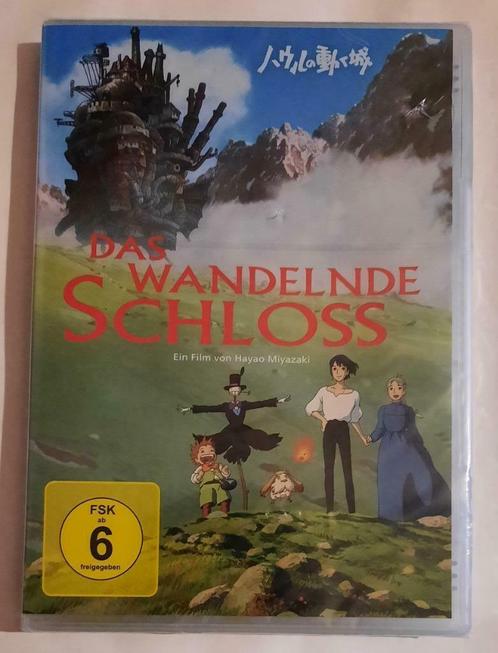 ハウルの動く城
DAS
WANDELNDE
SCHLOSS
Ein Film von Hayao Miyazaki
FSK
ab
6
freigegeben